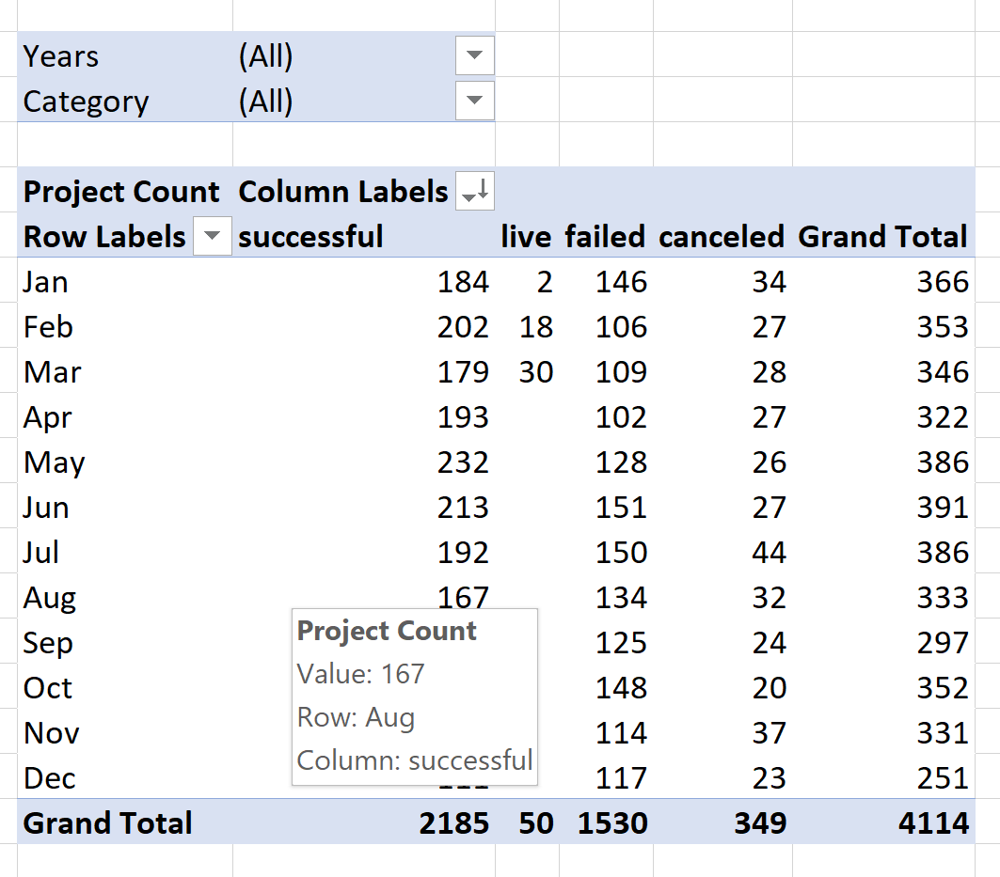 Years (All)
Category (All)
Project Count Column Labels
Row Labels successful live failed canceled Grand Total
Jan 184 2 146 34 366
Feb 202 18 106 27 353
Mar 179 30 109 28 346
Apr 193 102 27 322
May 232 128 26 386
Jun 213 151 27 391
Jul 192 150 44 386
Aug 167 134 32 333
Project Count
Value: 167
Row: Aug
Column: successful
Sep 125 24 297
Oct 148 20 352
Nov 114 37 331
Dec 117 23 251
Grand Total 2185 50 1530 349 4114